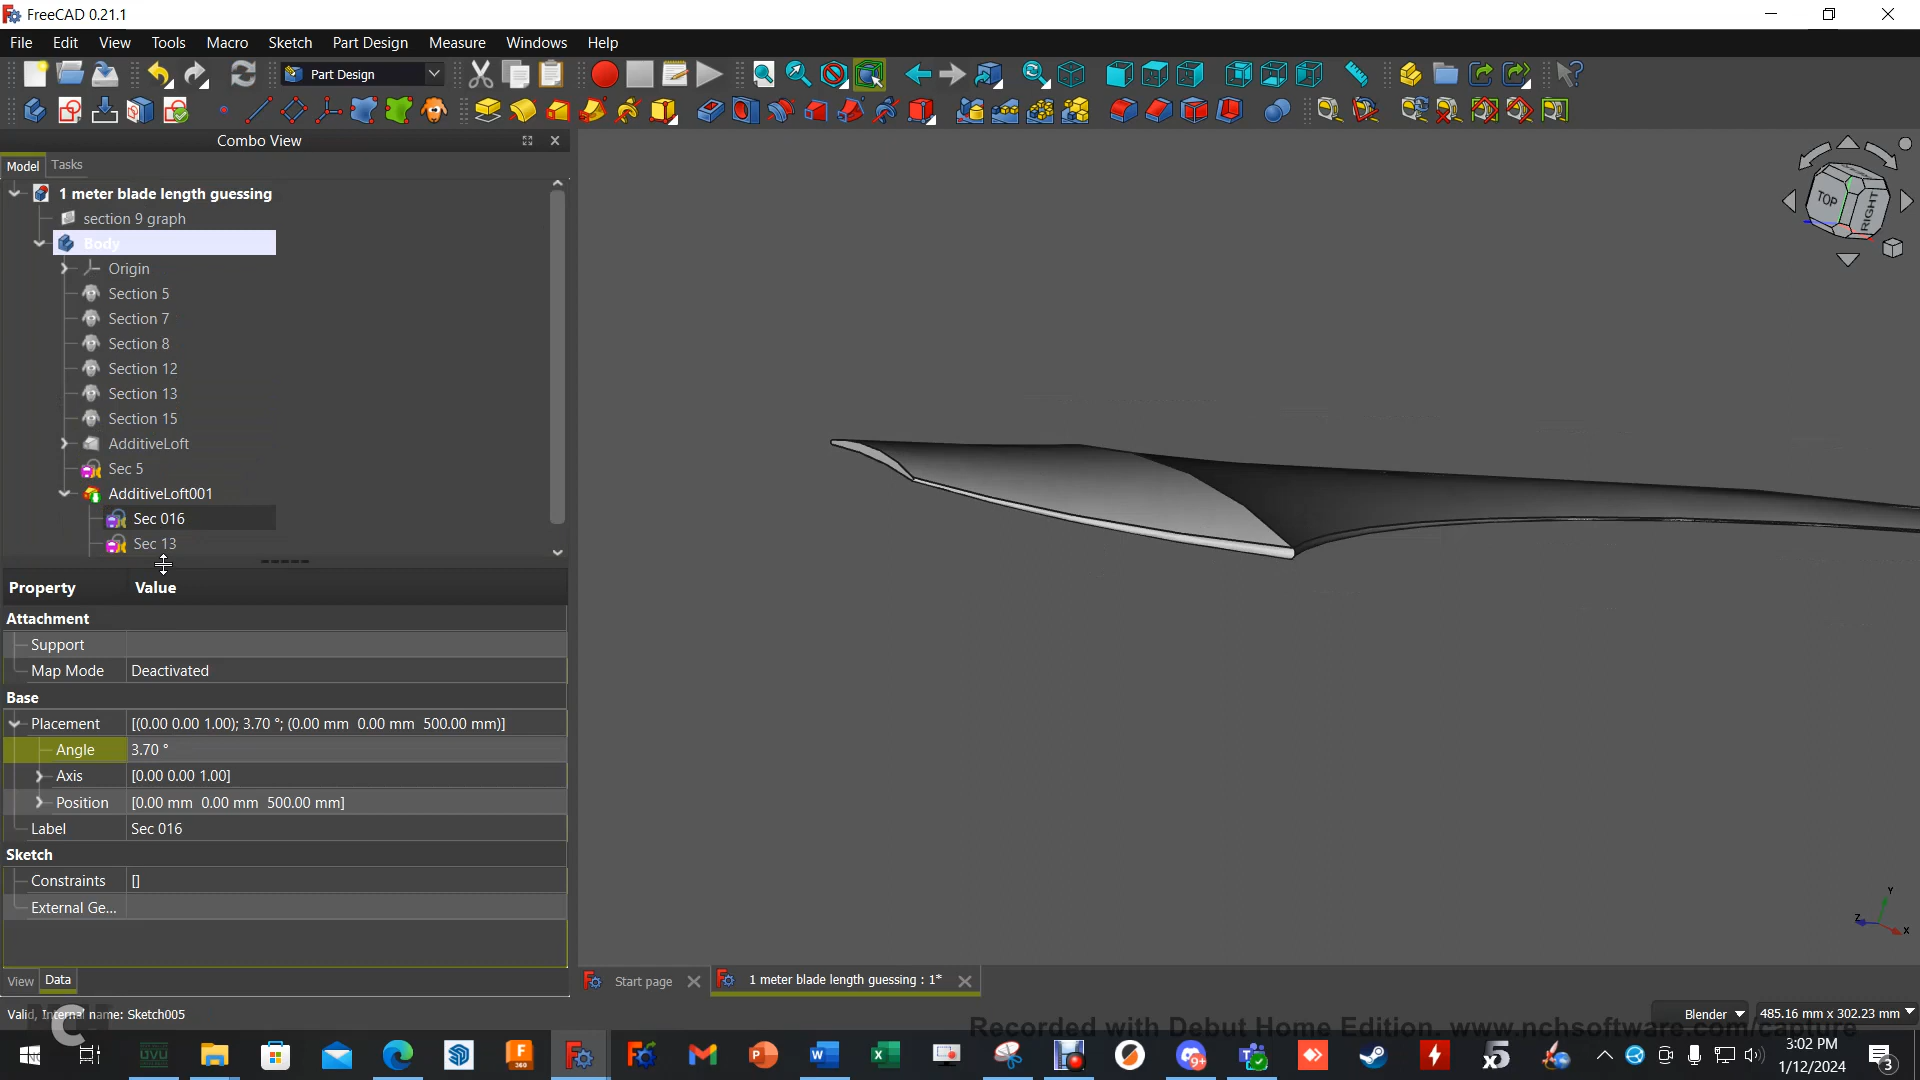 FreeCAD 0.21.1
File Edit View Tools Macro Sketch Part Design Measure Windows Help
Part Design
Combo View
Model Tasks
1 meter blade length guessing
section 9 graph
Body
Origin
Section 5
Section 7
Section 8
Section 12
Section 13
Section 15
AdditiveLoft
Sec 5
AdditiveLoft001
Sec 016
Sec 13
Property Value
Attachment
Support
Map Mode Deactivated
Base
Placement [(0.00 0.00 1.00); 3.70 °; (0.00 mm 0.00 mm 500.00 mm)]
Angle 3.70 °
Axis [0.00 0.00 1.00]
Position [0.00 mm 0.00 mm 500.00 mm]
Label Sec 016
Sketch
Constraints []
External Ge...
View Data
TOP RIGHT
Y
Z
X
Start page 1 meter blade length guessing : 1*
Valid, Internal name: Sketch005
Blender 485.16 mm x 302.23 mm
Recorded with Debut Home Edition. www.nchsoftware.com/capture
UVU
F
360
9+
x5
3:02 PM
1/12/2024
3